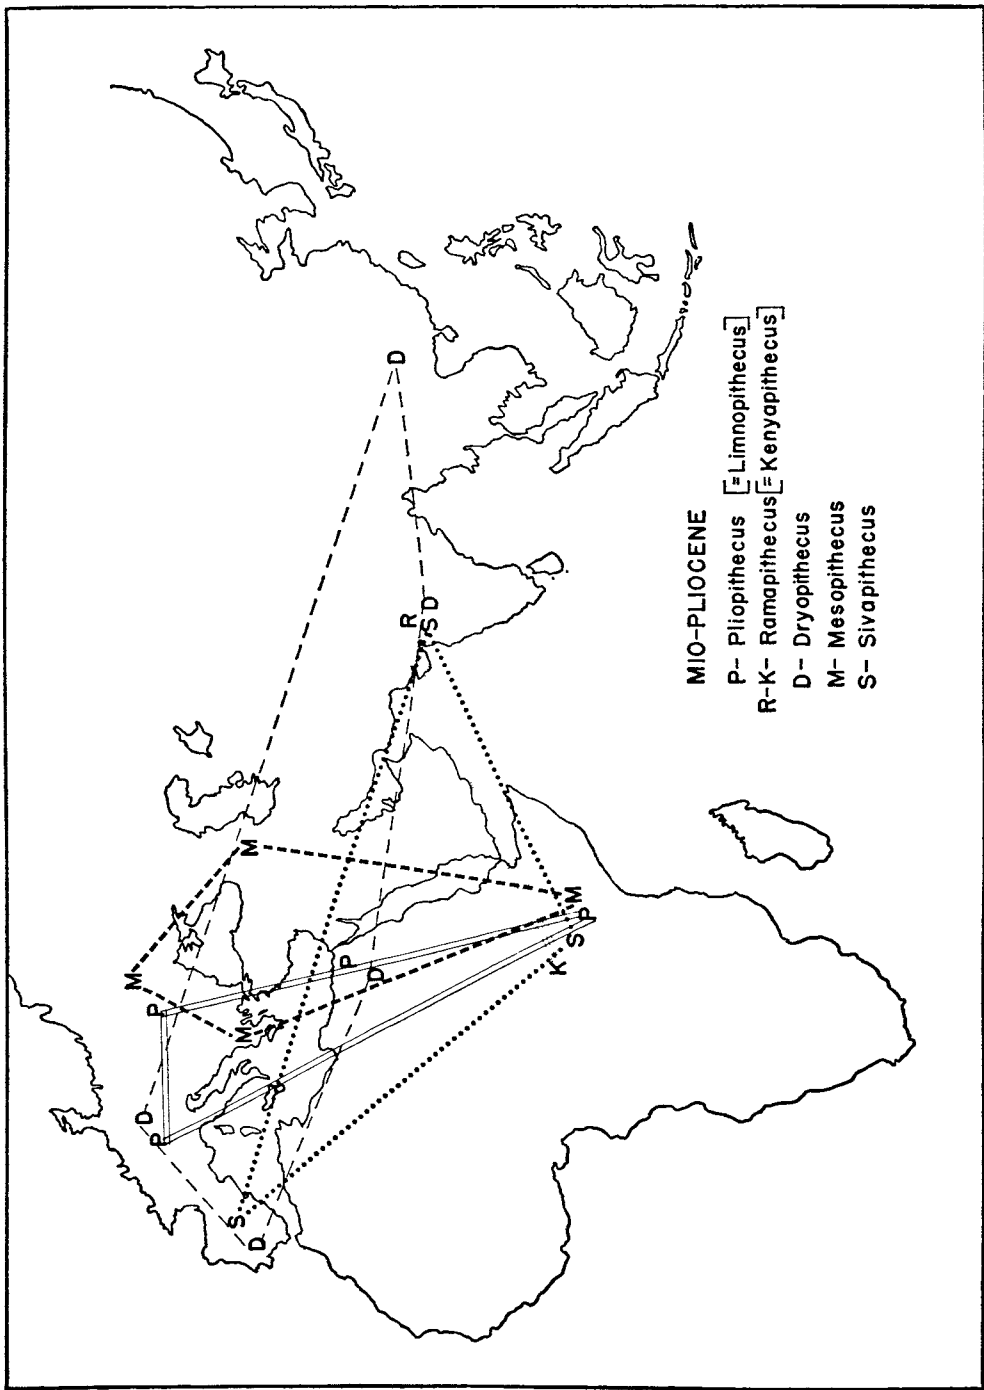 M
D
P
P
S
M
M
D
P
D
D
R
S D
K
S
M
P
MIO-PLIOCENE
P- Pliopithecus [=Limnopithecus]
R-K- Ramapithecus [=Kenyapithecus]
D- Dryopithecus
M- Mesopithecus
S- Sivapithecus